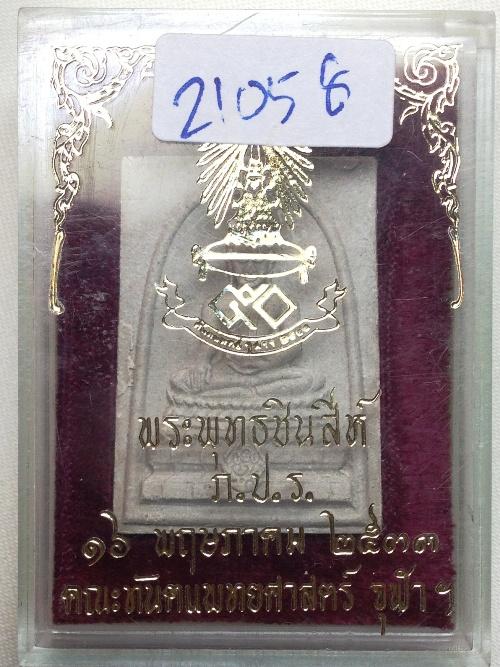 21058
๕๐
พระพุทธชินสีห์
ภ.ป.ร.
๑๖ พฤษภาคม ๒๕๓๓
คณะทันตแพทยศาสตร์ จุฬาฯ